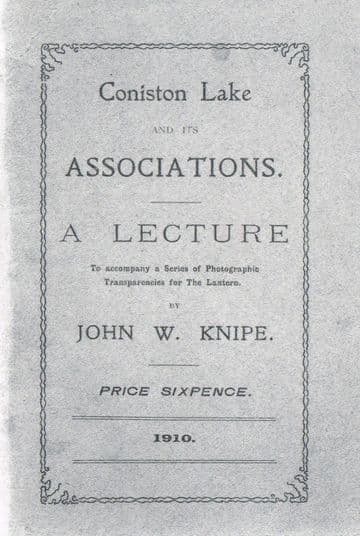 Coniston Lake
AND ITS
ASSOCIATIONS.
A LECTURE
To accompany a Series of Photographic
Transparencies for The Lantern.
BY
JOHN W. KNIPE.
PRICE SIXPENCE.
1910.